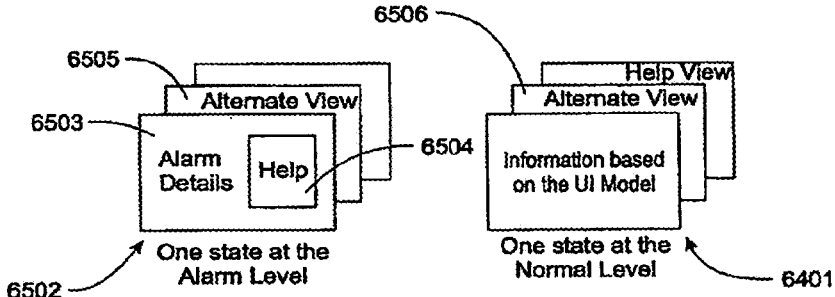 6506
6505
Help View
Alternate View
Alternate View
6503
Alarm
Details
Help
6504
Information based
on the UI Model
One state at the
Alarm Level
One state at the
Normal Level
6502
6401